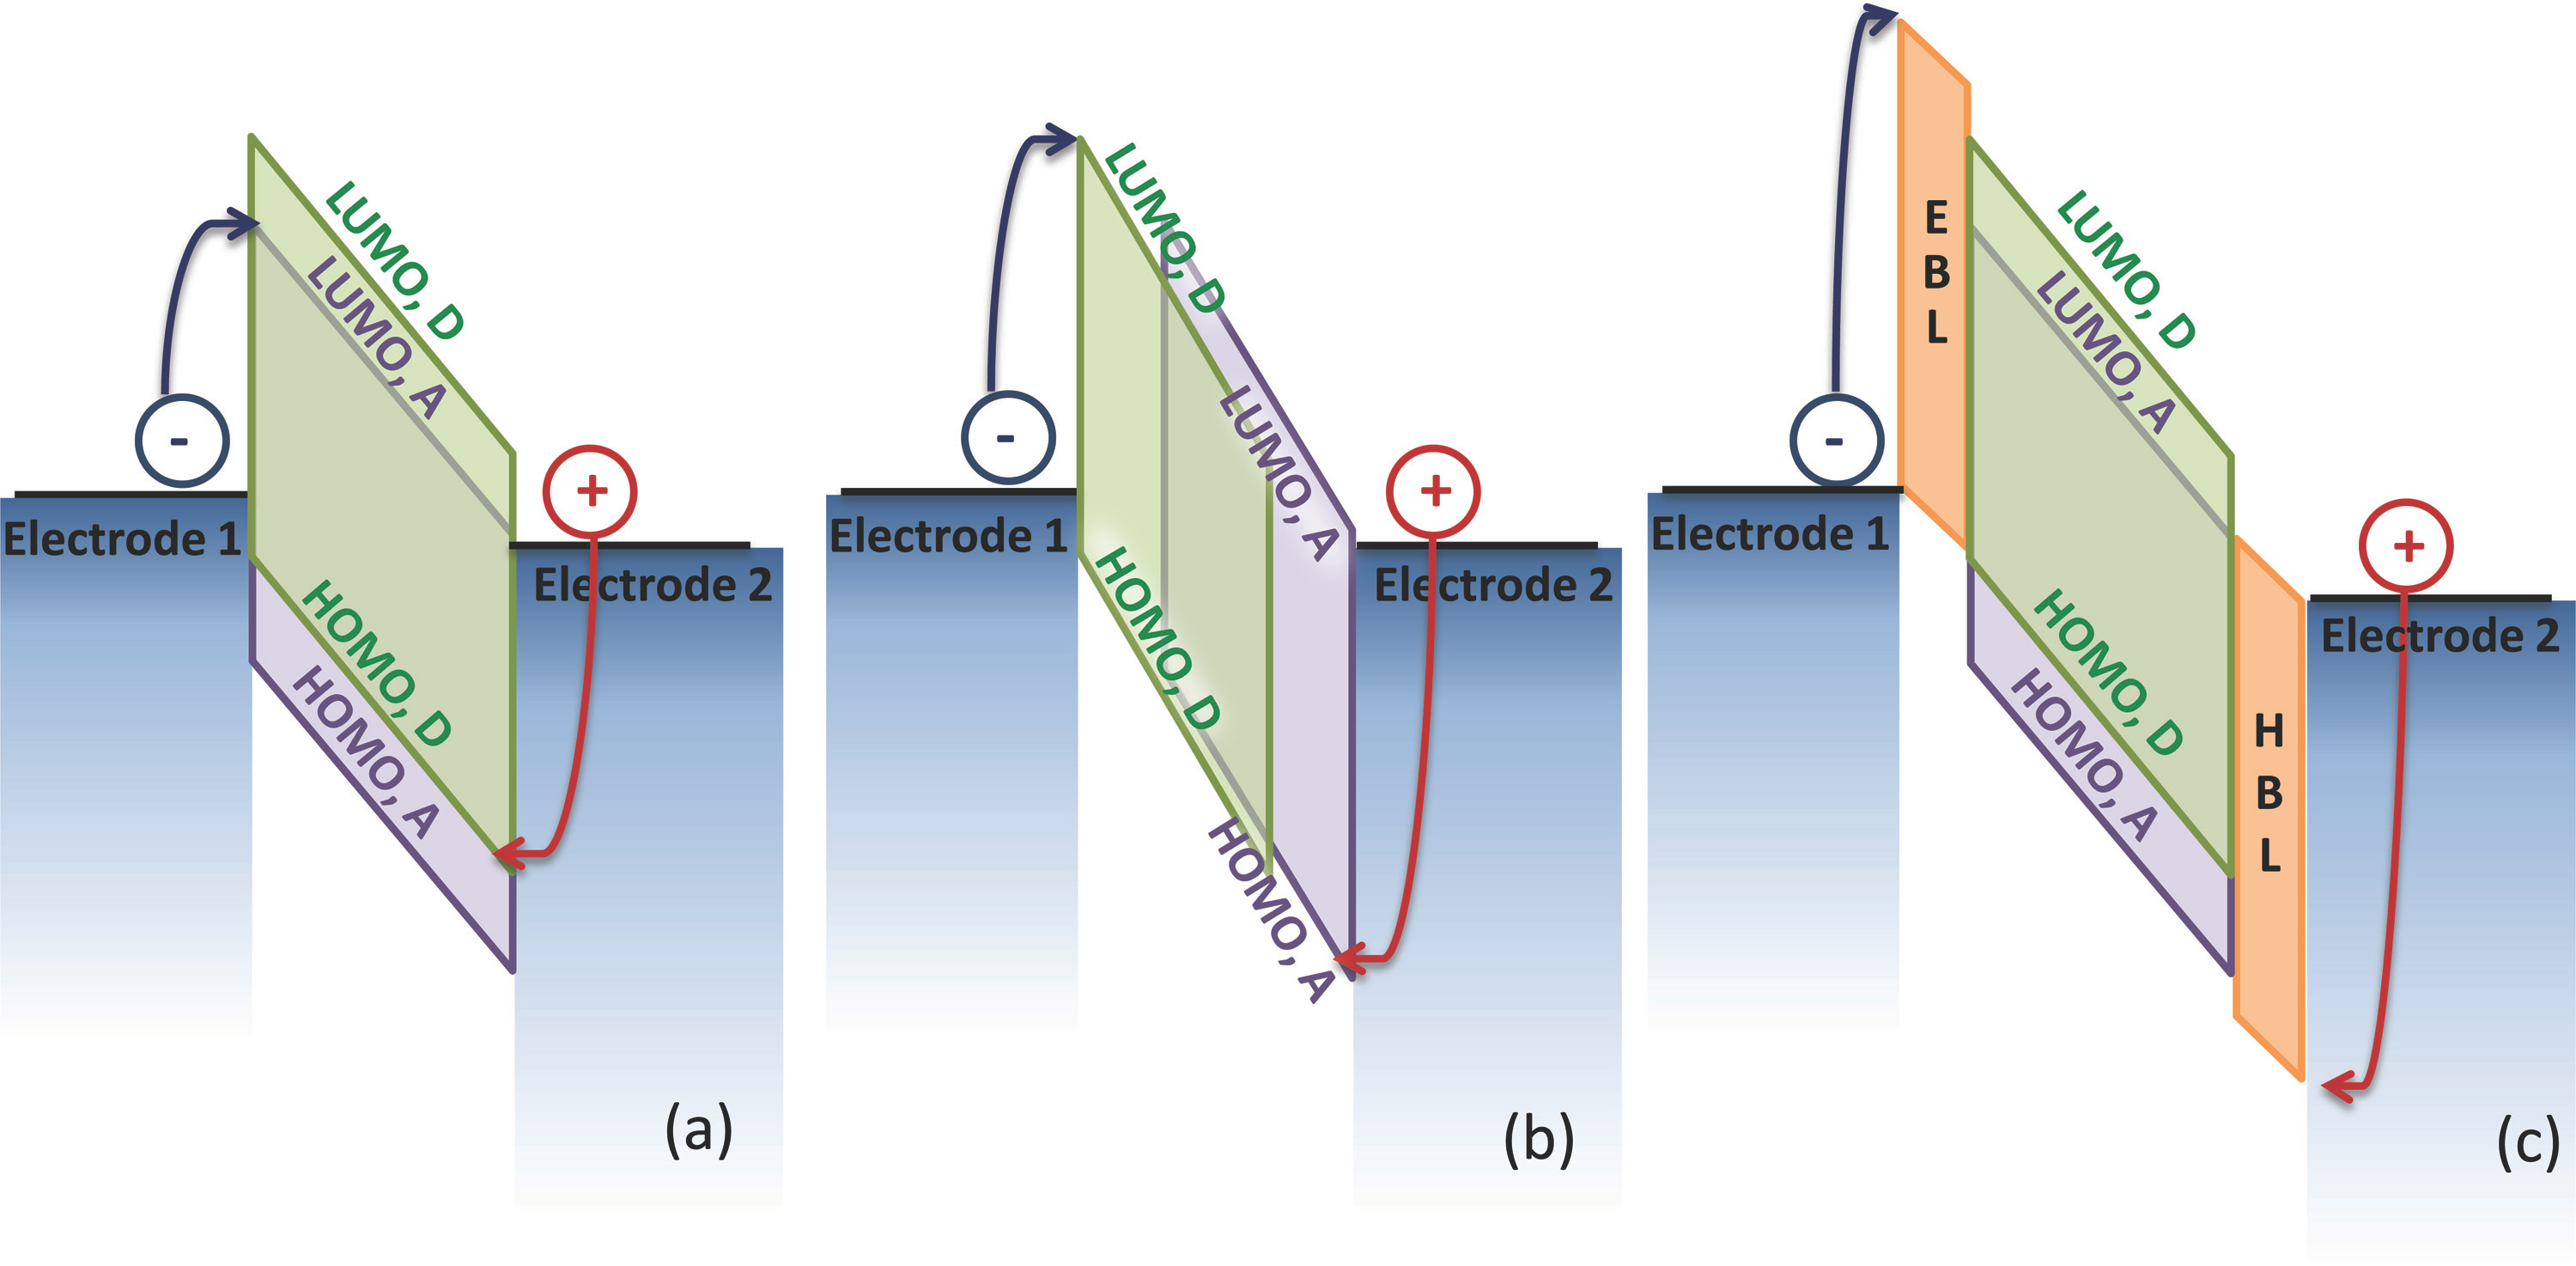 LUMO, D
LUMO, A
-
+
Electrode 1
Electrode 2
HOMO, D
HOMO, A
(a)
LUMO, D
LUMO, A
-
+
Electrode 1
Electrode 2
HOMO, D
HOMO, A
(b)
E
B
L
LUMO, D
LUMO, A
-
+
Electrode 1
Electrode 2
HOMO, D
HOMO, A
H
B
L
(c)